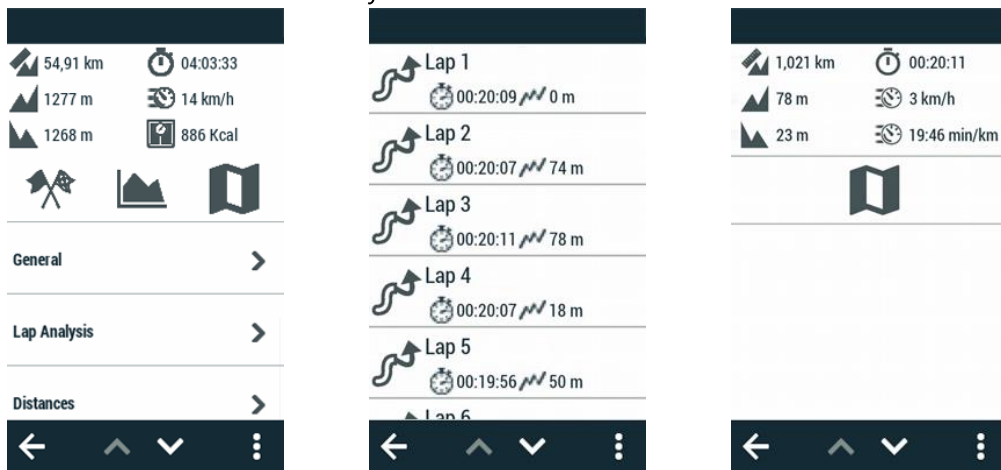 54,91 km 04:03:33
1277 m 14 km/h
1268 m 886 Kcal
General
Lap Analysis
Distances
Lap 1
00:20:09 0 m
Lap 2
00:20:07 74 m
Lap 3
00:20:11 78 m
Lap 4
00:20:07 18 m
Lap 5
00:19:56 50 m
Lap 6
1,021 km 00:20:11
78 m 3 km/h
23 m 19:46 min/km